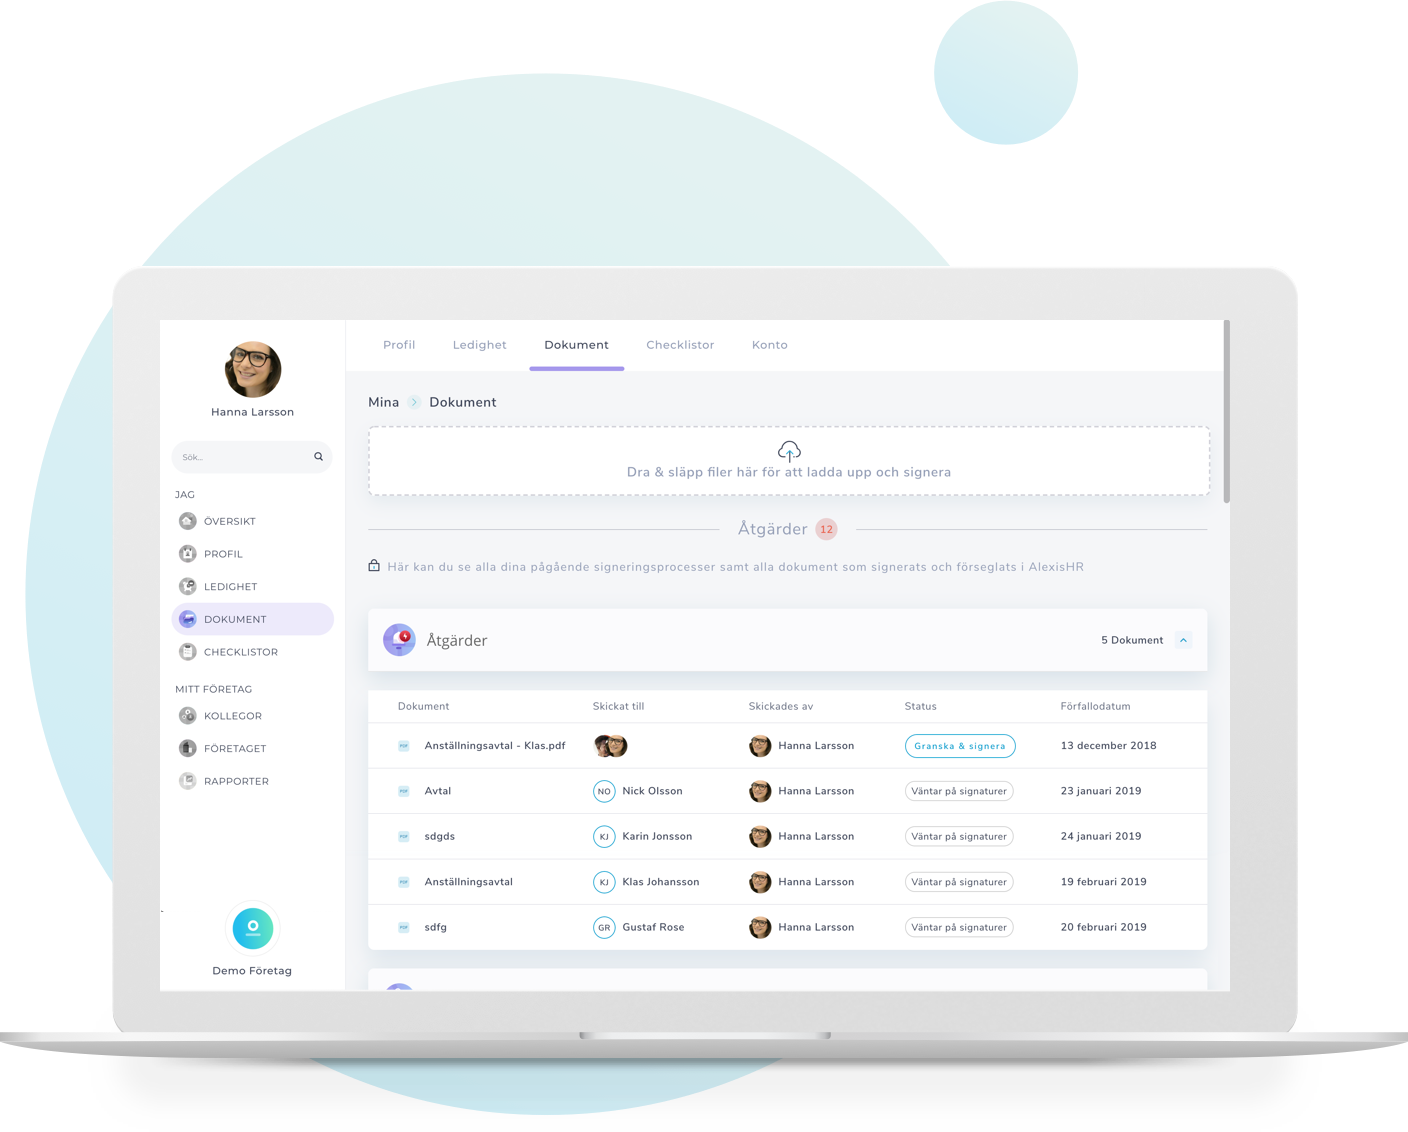 Profil Ledighet Dokument Checklistor Konto
Hanna Larsson
Sök...
JAG
ÖVERSIKT
PROFIL
LEDIGHET
DOKUMENT
CHECKLISTOR
MITT FÖRETAG
KOLLEGOR
FÖRETAGET
RAPPORTER
Demo Företag
Mina Dokument
Dra & släpp filer här för att ladda upp och signera
Åtgärder 12
Här kan du se alla dina pågående signeringsprocesser samt alla dokument som signerats och förseglats i AlexisHR
Åtgärder 5 Dokument
Dokument Skickat till Skickades av Status Förfallodatum
PDF Anställningsavtal - Klas.pdf Hanna Larsson Granska & signera 13 december 2018
PDF Avtal NO Nick Olsson Hanna Larsson Väntar på signaturer 23 januari 2019
PDF sdgds KJ Karin Jonsson Hanna Larsson Väntar på signaturer 24 januari 2019
PDF Anställningsavtal KJ Klas Johansson Hanna Larsson Väntar på signaturer 19 februari 2019
PDF sdfg GR Gustaf Rose Hanna Larsson Väntar på signaturer 20 februari 2019